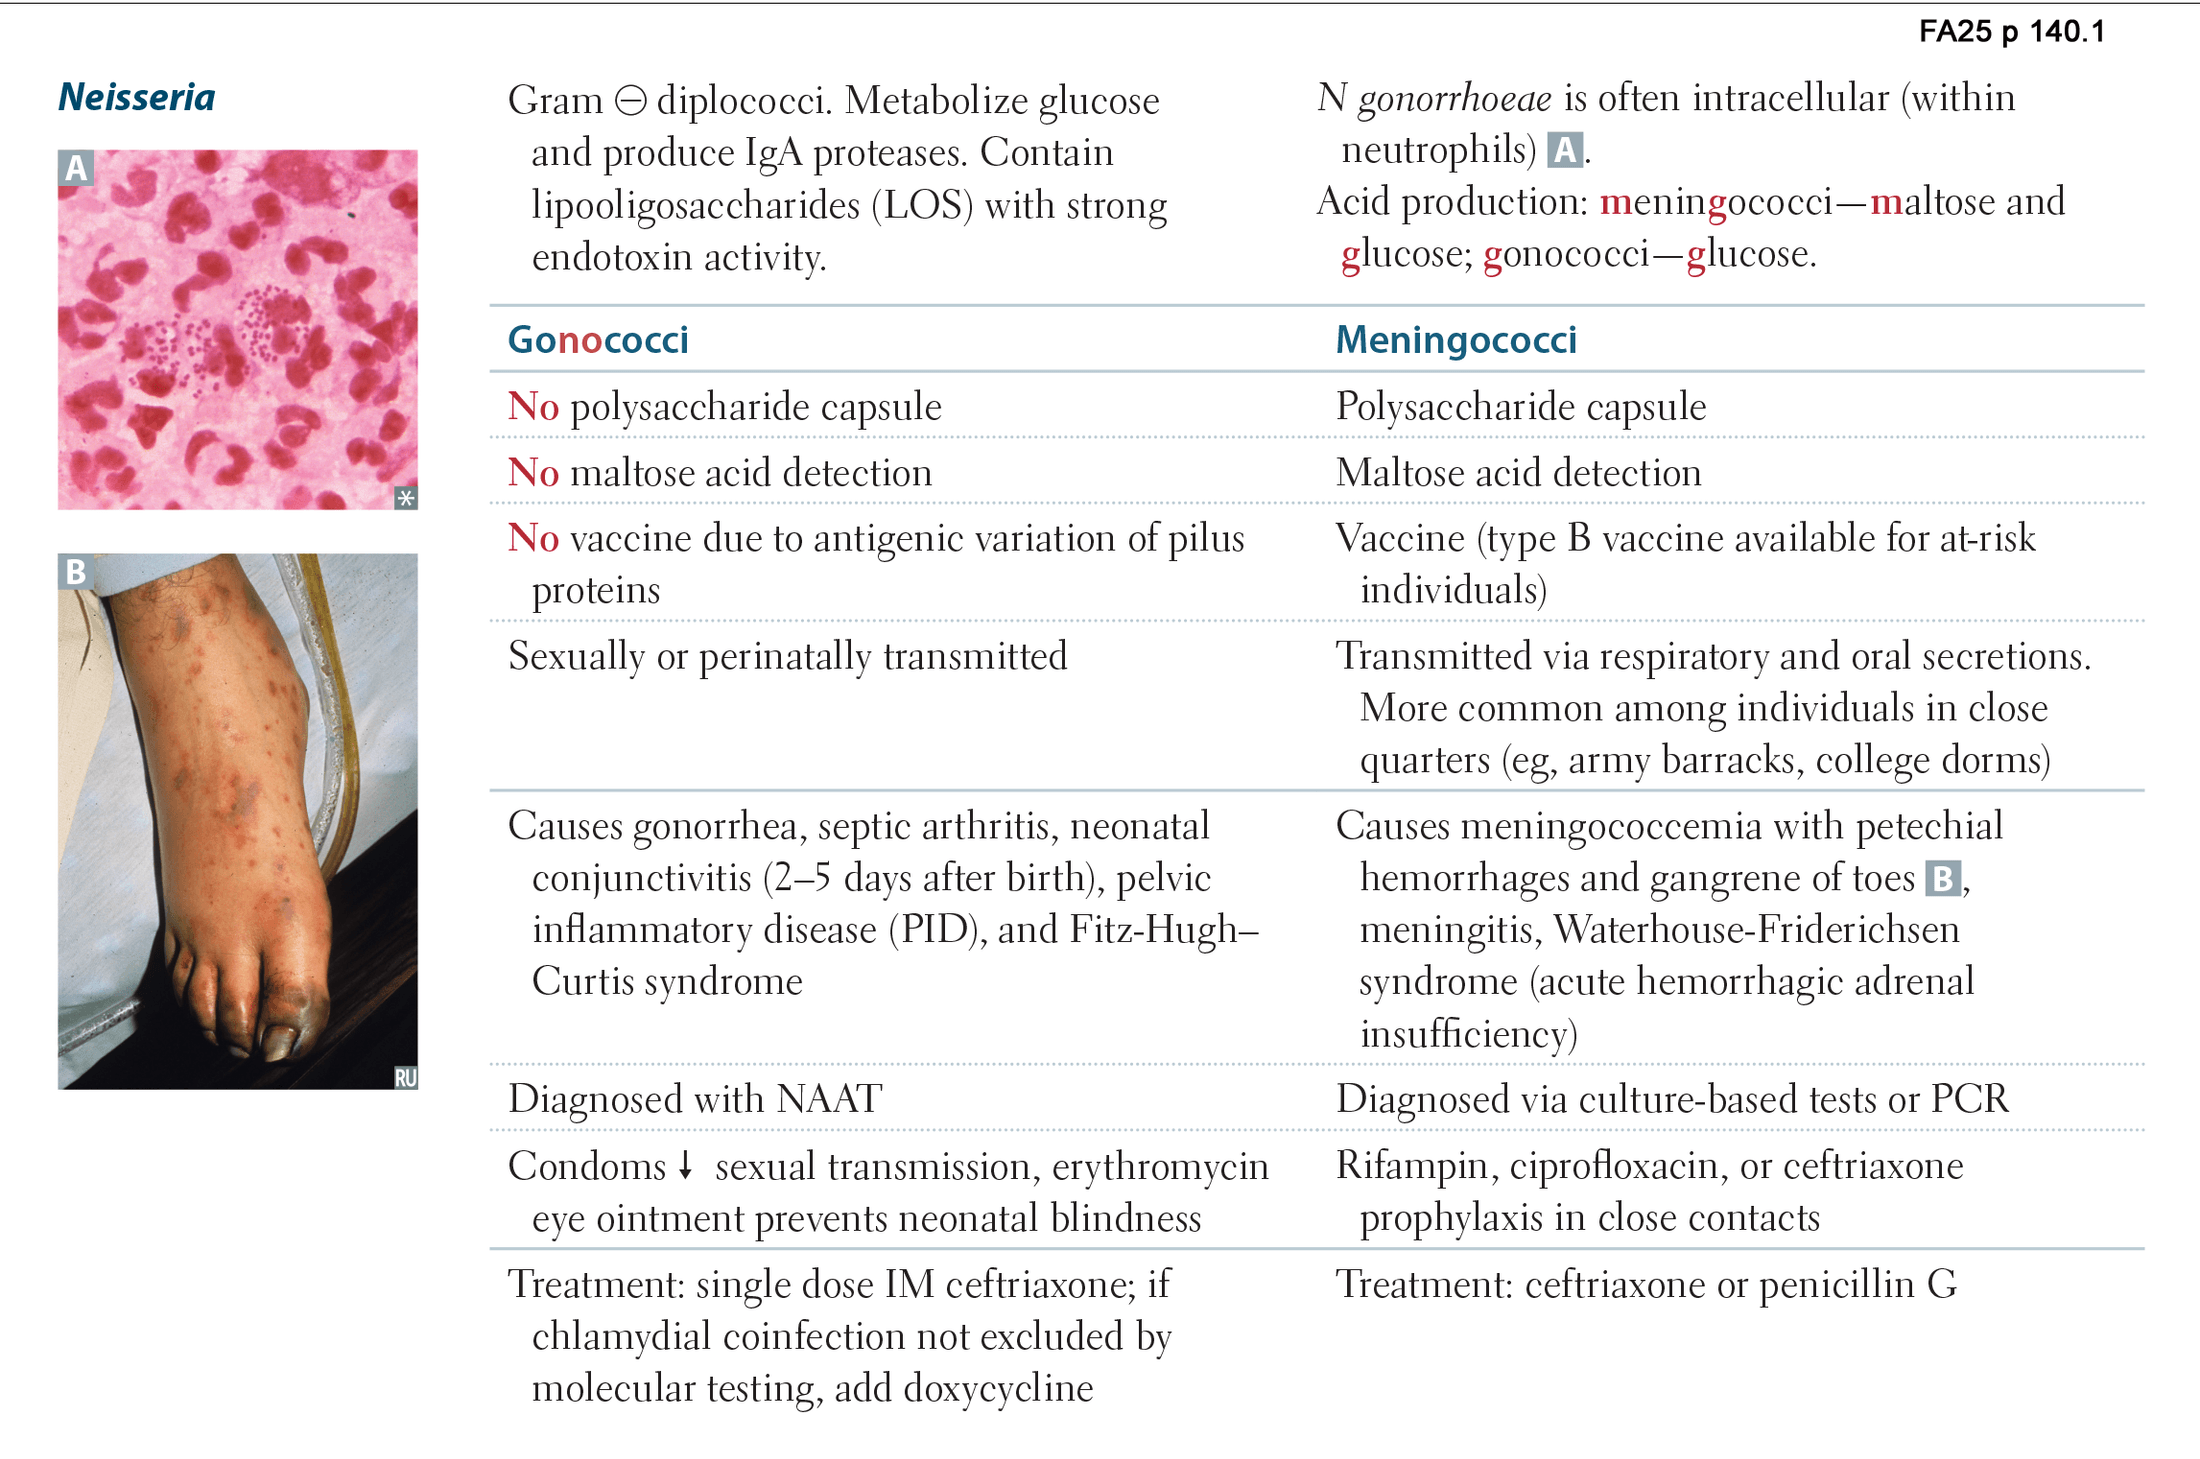 FA25 p 140.1
Neisseria
A
*
B
RU
Gram ⊖ diplococci. Metabolize glucose
and produce IgA proteases. Contain
lipooligosaccharides (LOS) with strong
endotoxin activity.
N gonorrhoeae is often intracellular (within
neutrophils) A.
Acid production: meningococci—maltose and
glucose; gonococci—glucose.
Gonococci
Meningococci
No polysaccharide capsule
Polysaccharide capsule
No maltose acid detection
Maltose acid detection
No vaccine due to antigenic variation of pilus
proteins
Vaccine (type B vaccine available for at-risk
individuals)
Sexually or perinatally transmitted
Transmitted via respiratory and oral secretions.
More common among individuals in close
quarters (eg, army barracks, college dorms)
Causes gonorrhea, septic arthritis, neonatal
conjunctivitis (2–5 days after birth), pelvic
inflammatory disease (PID), and Fitz-Hugh–
Curtis syndrome
Causes meningococcemia with petechial
hemorrhages and gangrene of toes B,
meningitis, Waterhouse-Friderichsen
syndrome (acute hemorrhagic adrenal
insufficiency)
Diagnosed with NAAT
Diagnosed via culture-based tests or PCR
Condoms ↓ sexual transmission, erythromycin
eye ointment prevents neonatal blindness
Rifampin, ciprofloxacin, or ceftriaxone
prophylaxis in close contacts
Treatment: single dose IM ceftriaxone; if
chlamydial coinfection not excluded by
molecular testing, add doxycycline
Treatment: ceftriaxone or penicillin G